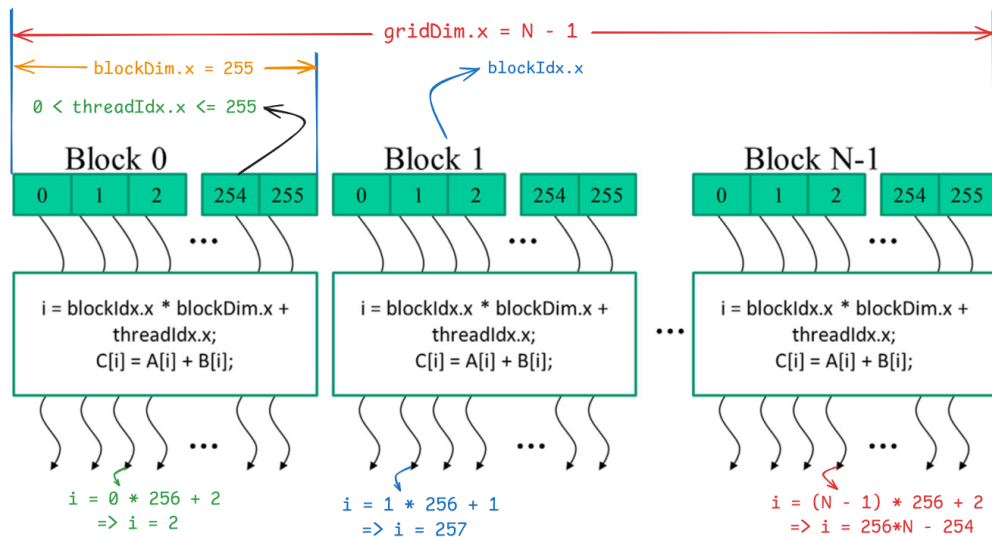 gridDim.x = N - 1
blockDim.x = 255
blockIdx.x
0 < threadIdx.x <= 255
Block 0
Block 1
Block N-1
0 1 2 254 255
0 1 2 254 255
0 1 2 254 255
...
...
...
i = blockIdx.x * blockDim.x +
threadIdx.x;
C[i] = A[i] + B[i];
i = blockIdx.x * blockDim.x +
threadIdx.x;
C[i] = A[i] + B[i];
...
i = blockIdx.x * blockDim.x +
threadIdx.x;
C[i] = A[i] + B[i];
...
...
...
i = 0 * 256 + 2
=> i = 2
i = 1 * 256 + 1
=> i = 257
i = (N - 1) * 256 + 2
=> i = 256*N - 254